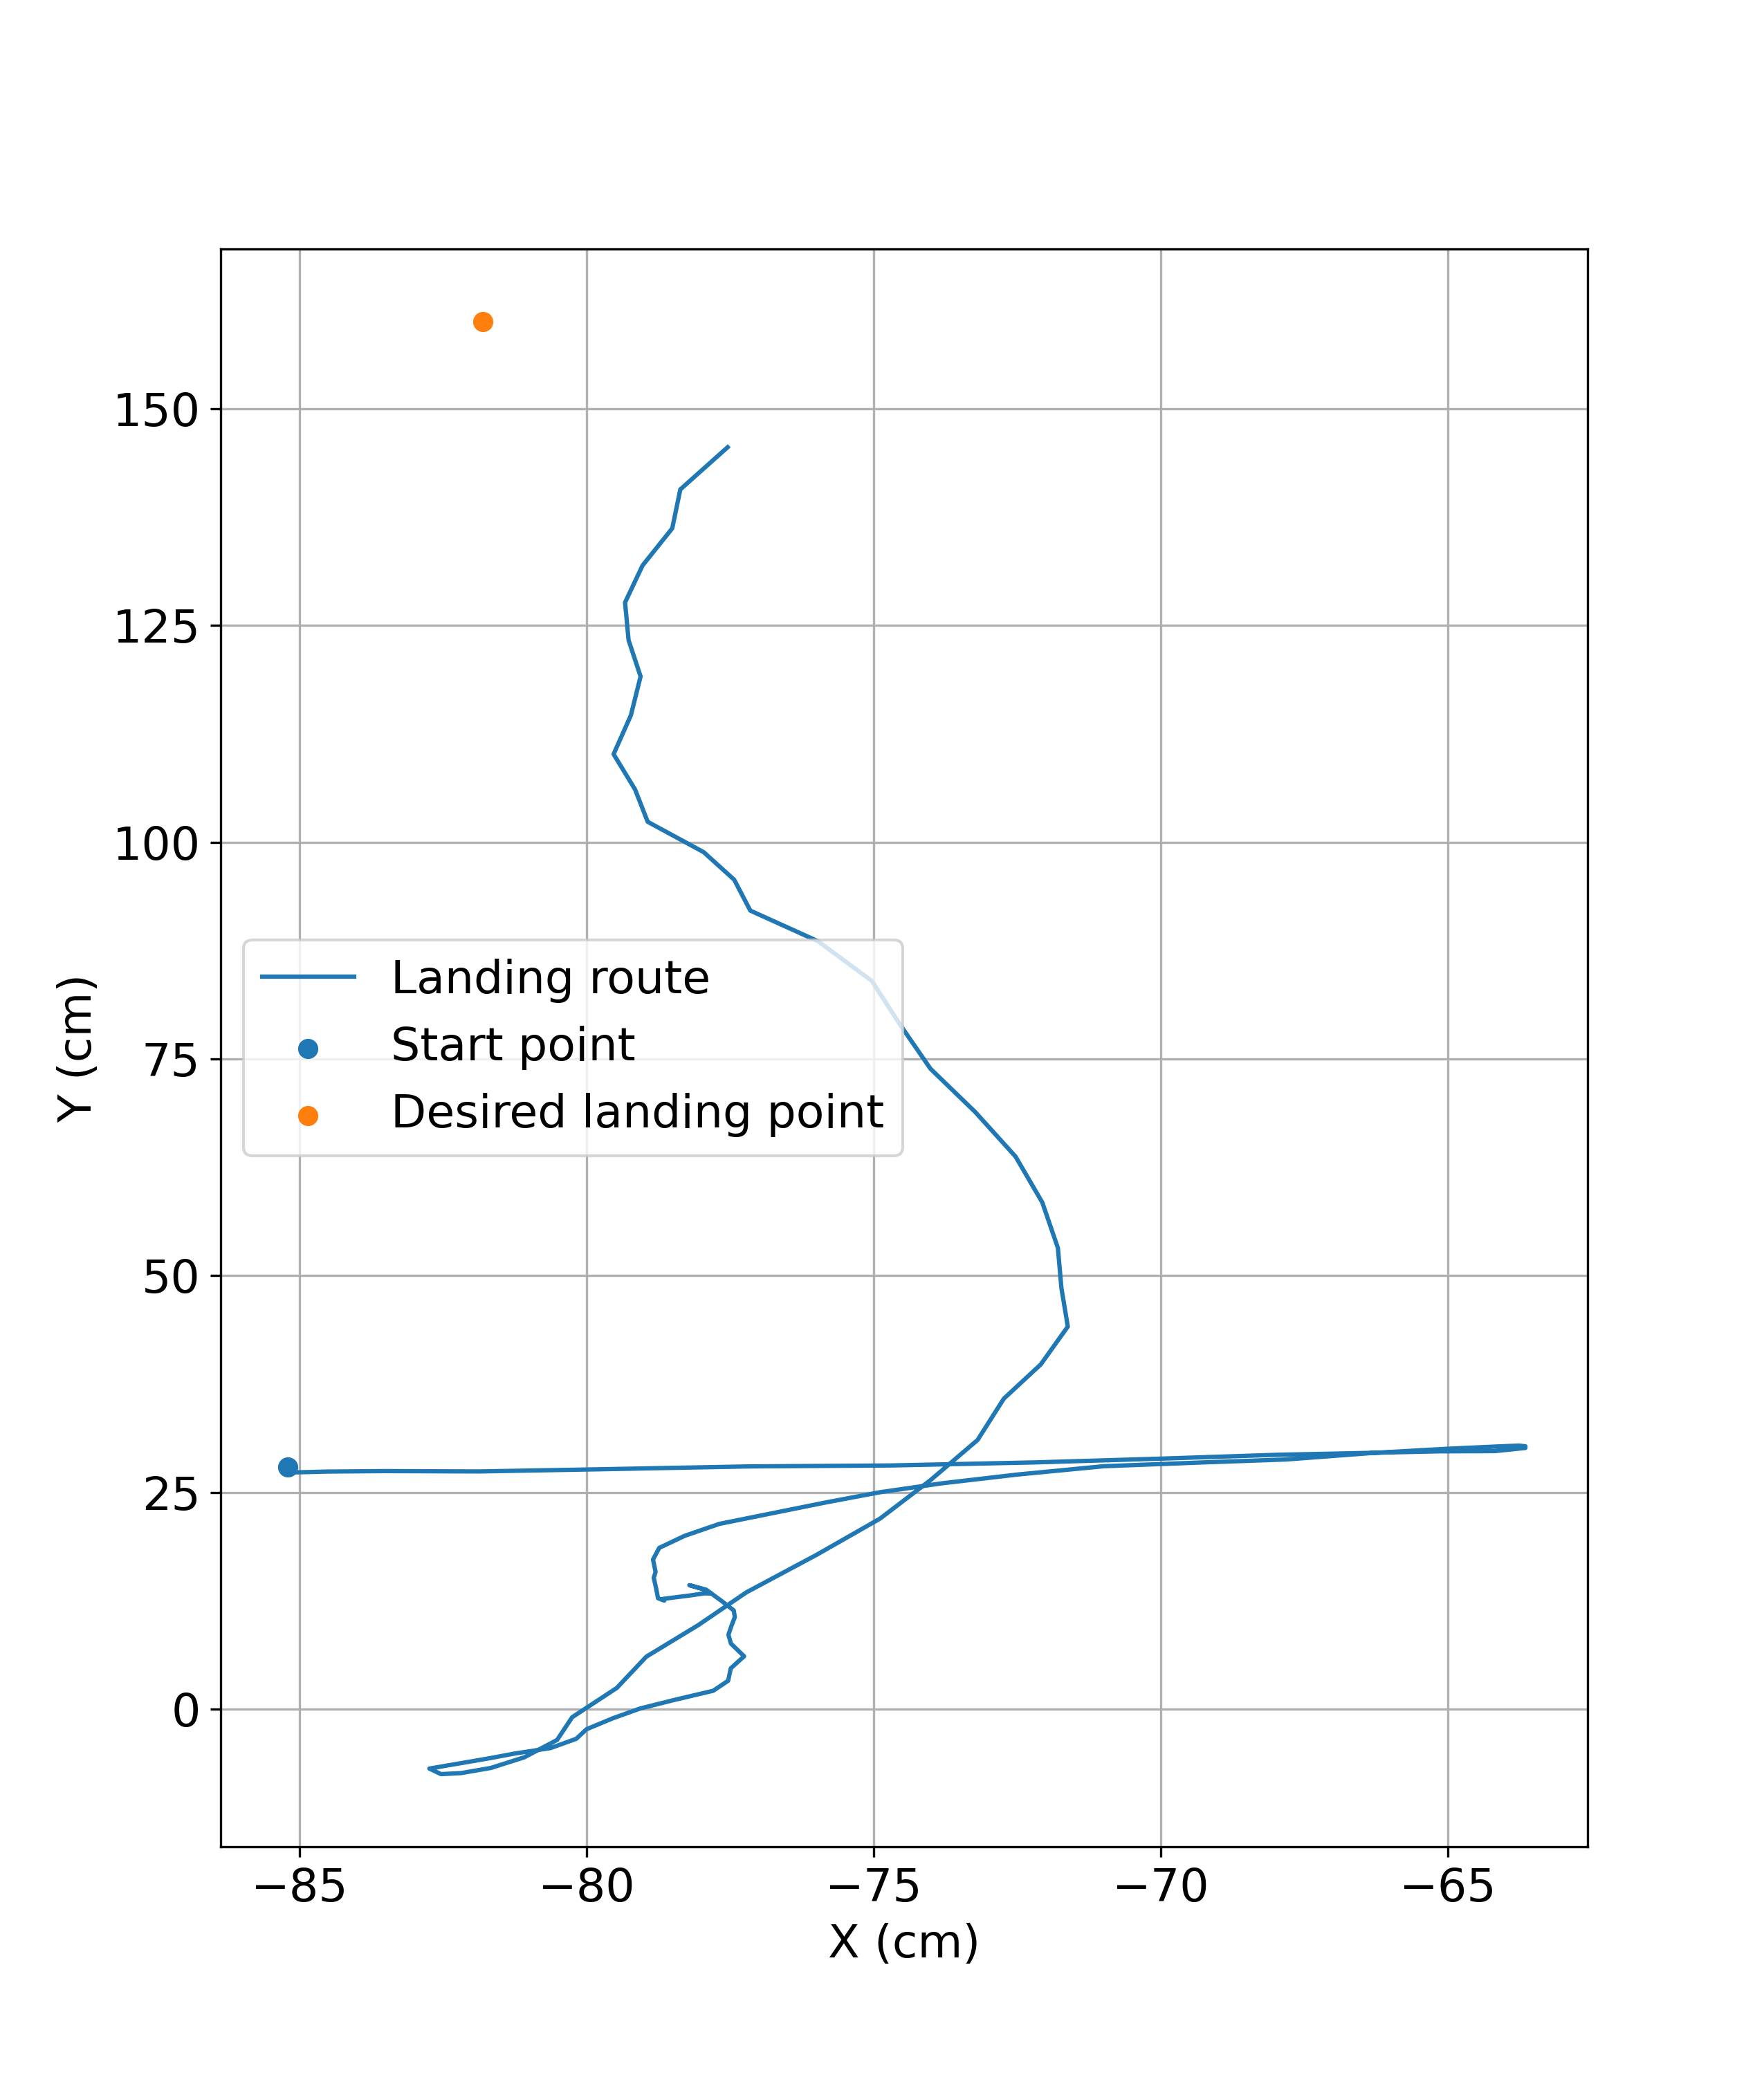 150
125
100
75
50
25
0
Y (cm)
Landing route
Start point
Desired landing point
−85 −80 −75 −70 −65
X (cm)